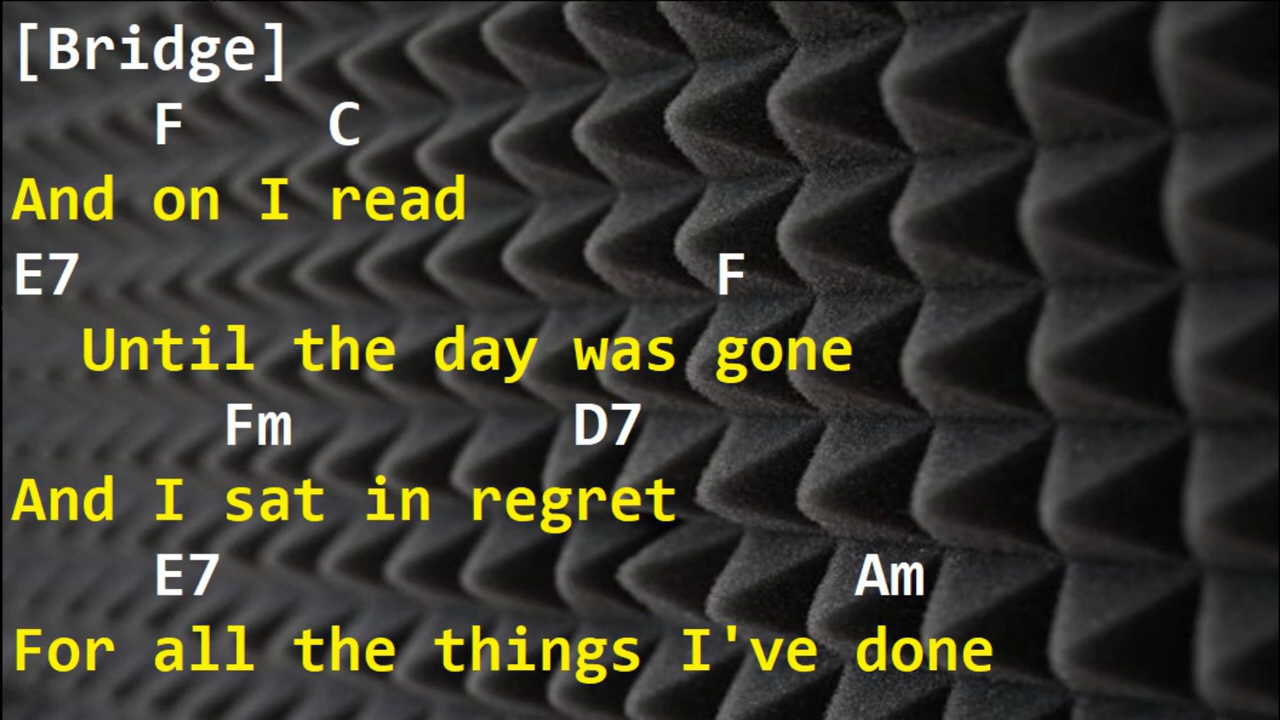 [Bridge]
F C
And on I read
E7 F
Until the day was gone
Fm D7
And I sat in regret
E7 Am
For all the things I've done